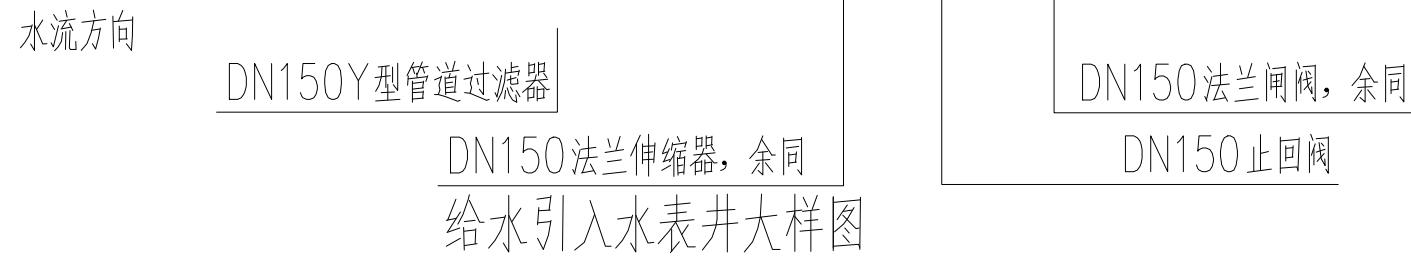 水流方向
DN150Y型管道过滤器
DN150法兰闸阀，余同
DN150法兰伸缩器，余同
DN150止回阀
给水引入水表井大样图